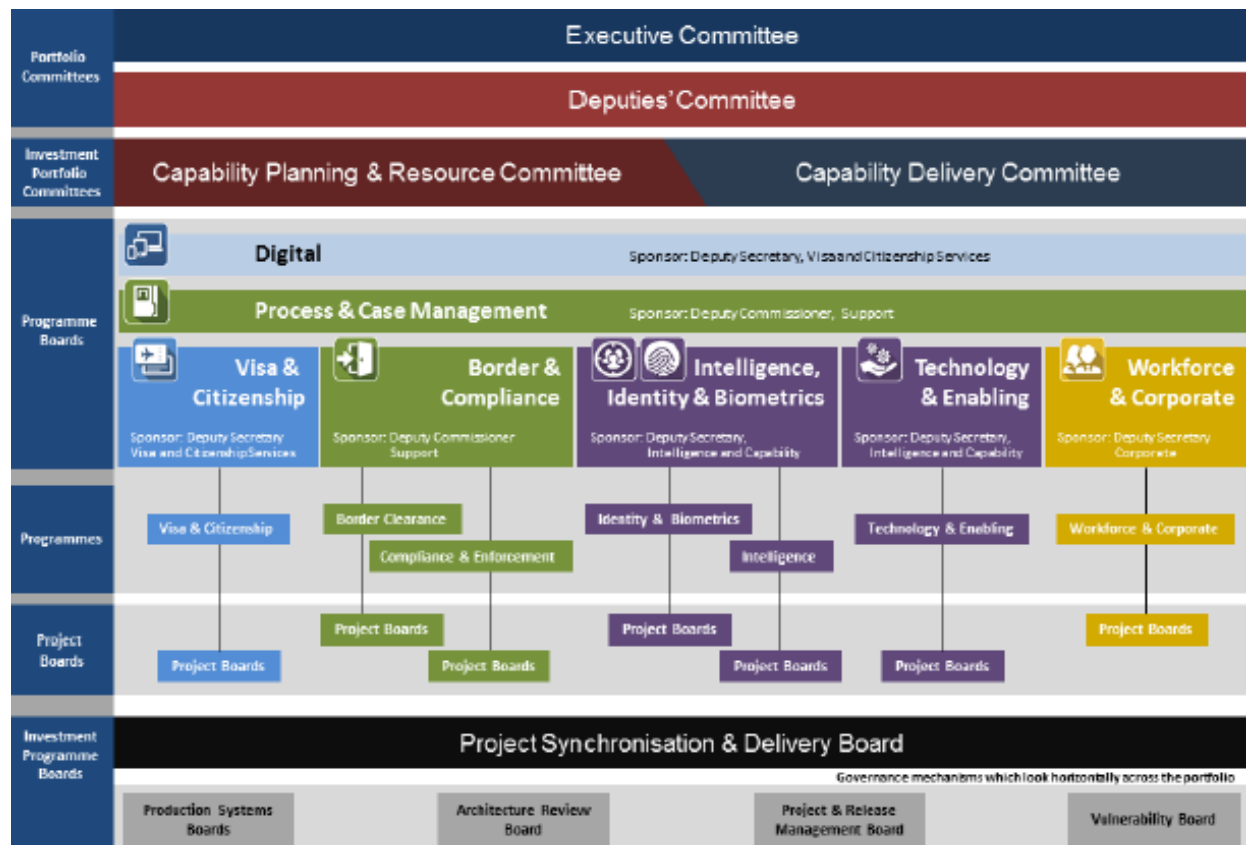 Portfolio
Committees
Executive Committee
Deputies' Committee
Investment
Portfolio
Committees
Capability Planning & Resource Committee
Capability Delivery Committee
Programme
Boards
Digital
Sponsor: Deputy Secretary, Visa and Citizenship Services
Process & Case Management
Sponsor: Deputy Commissioner, Support
Visa &
Citizenship
Sponsor: Deputy Secretary
Visa and Citizenship Services
Border &
Compliance
Sponsor: Deputy Commissioner
Support
Intelligence,
Identity & Biometrics
Sponsor: Deputy Secretary,
Intelligence and Capability
Technology
& Enabling
Sponsor: Deputy Secretary,
Intelligence and Capability
Workforce
& Corporate
Sponsor: Deputy Secretary
Corporate
Programmes
Visa & Citizenship
Border Clearance
Compliance & Enforcement
Identity & Biometrics
Intelligence
Technology & Enabling
Workforce & Corporate
Project
Boards
Project Boards
Project Boards
Project Boards
Project Boards
Project Boards
Project Boards
Project Boards
Investment
Programme
Boards
Project Synchronisation & Delivery Board
Governance mechanisms which look horizontally across the portfolio
Production Systems
Boards
Architecture Review
Board
Project & Release
Management Board
Vulnerability Board